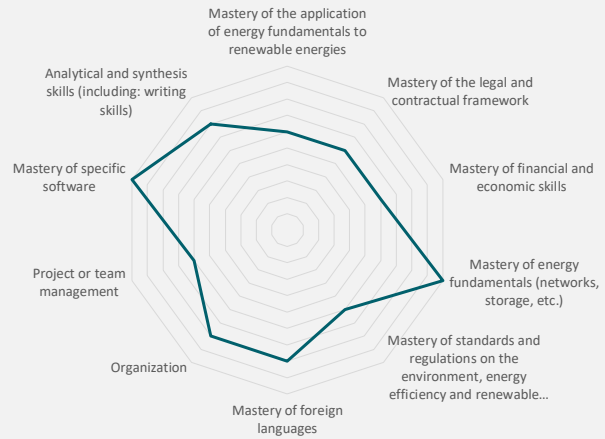 Mastery of the application
of energy fundamentals to
renewable energies
Mastery of the legal and
contractual framework
Mastery of financial and
economic skills
Mastery of energy
fundamentals (networks,
storage, etc.)
Mastery of standards and
regulations on the
environment, energy
efficiency and renewable…
Mastery of foreign
languages
Organization
Project or team
management
Mastery of specific
software
Analytical and synthesis
skills (including: writing
skills)